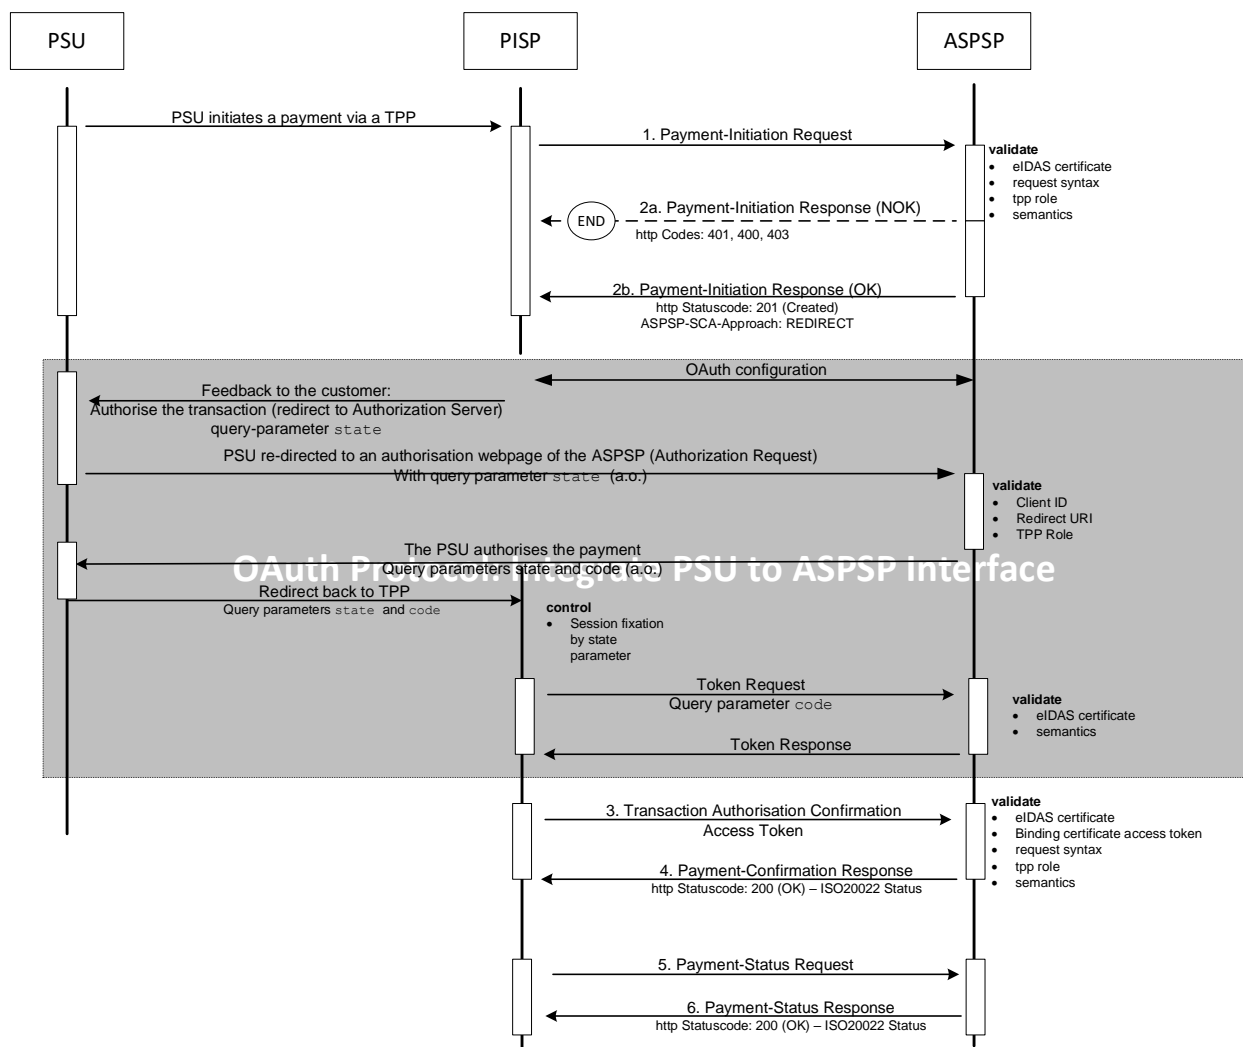 PSU
PISP
ASPSP
PSU initiates a payment via a TPP
1. Payment-Initiation Request
validate
• eIDAS certificate
• request syntax
• tpp role
• semantics
2a. Payment-Initiation Response (NOK)
END
http Codes: 401, 400, 403
2b. Payment-Initiation Response (OK)
http Statuscode: 201 (Created)
ASPSP-SCA-Approach: REDIRECT
OAuth configuration
Feedback to the customer:
Authorise the transaction (redirect to Authorization Server)
query-parameter state
PSU re-directed to an authorisation webpage of the ASPSP (Authorization Request)
With query parameter state (a.o.)
validate
• Client ID
• Redirect URI
• TPP Role
The PSU authorises the payment
Query parameters state and code (a.o.)
OAuth Protocol: Integrate PSU to ASPSP Interface
Redirect back to TPP
Query parameters state and code
control
• Session fixation
by state
parameter
Token Request
Query parameter code
validate
• eIDAS certificate
• semantics
Token Response
3. Transaction Authorisation Confirmation
Access Token
validate
• eIDAS certificate
• Binding certificate access token
• request syntax
• tpp role
• semantics
4. Payment-Confirmation Response
http Statuscode: 200 (OK) – ISO20022 Status
5. Payment-Status Request
6. Payment-Status Response
http Statuscode: 200 (OK) – ISO20022 Status